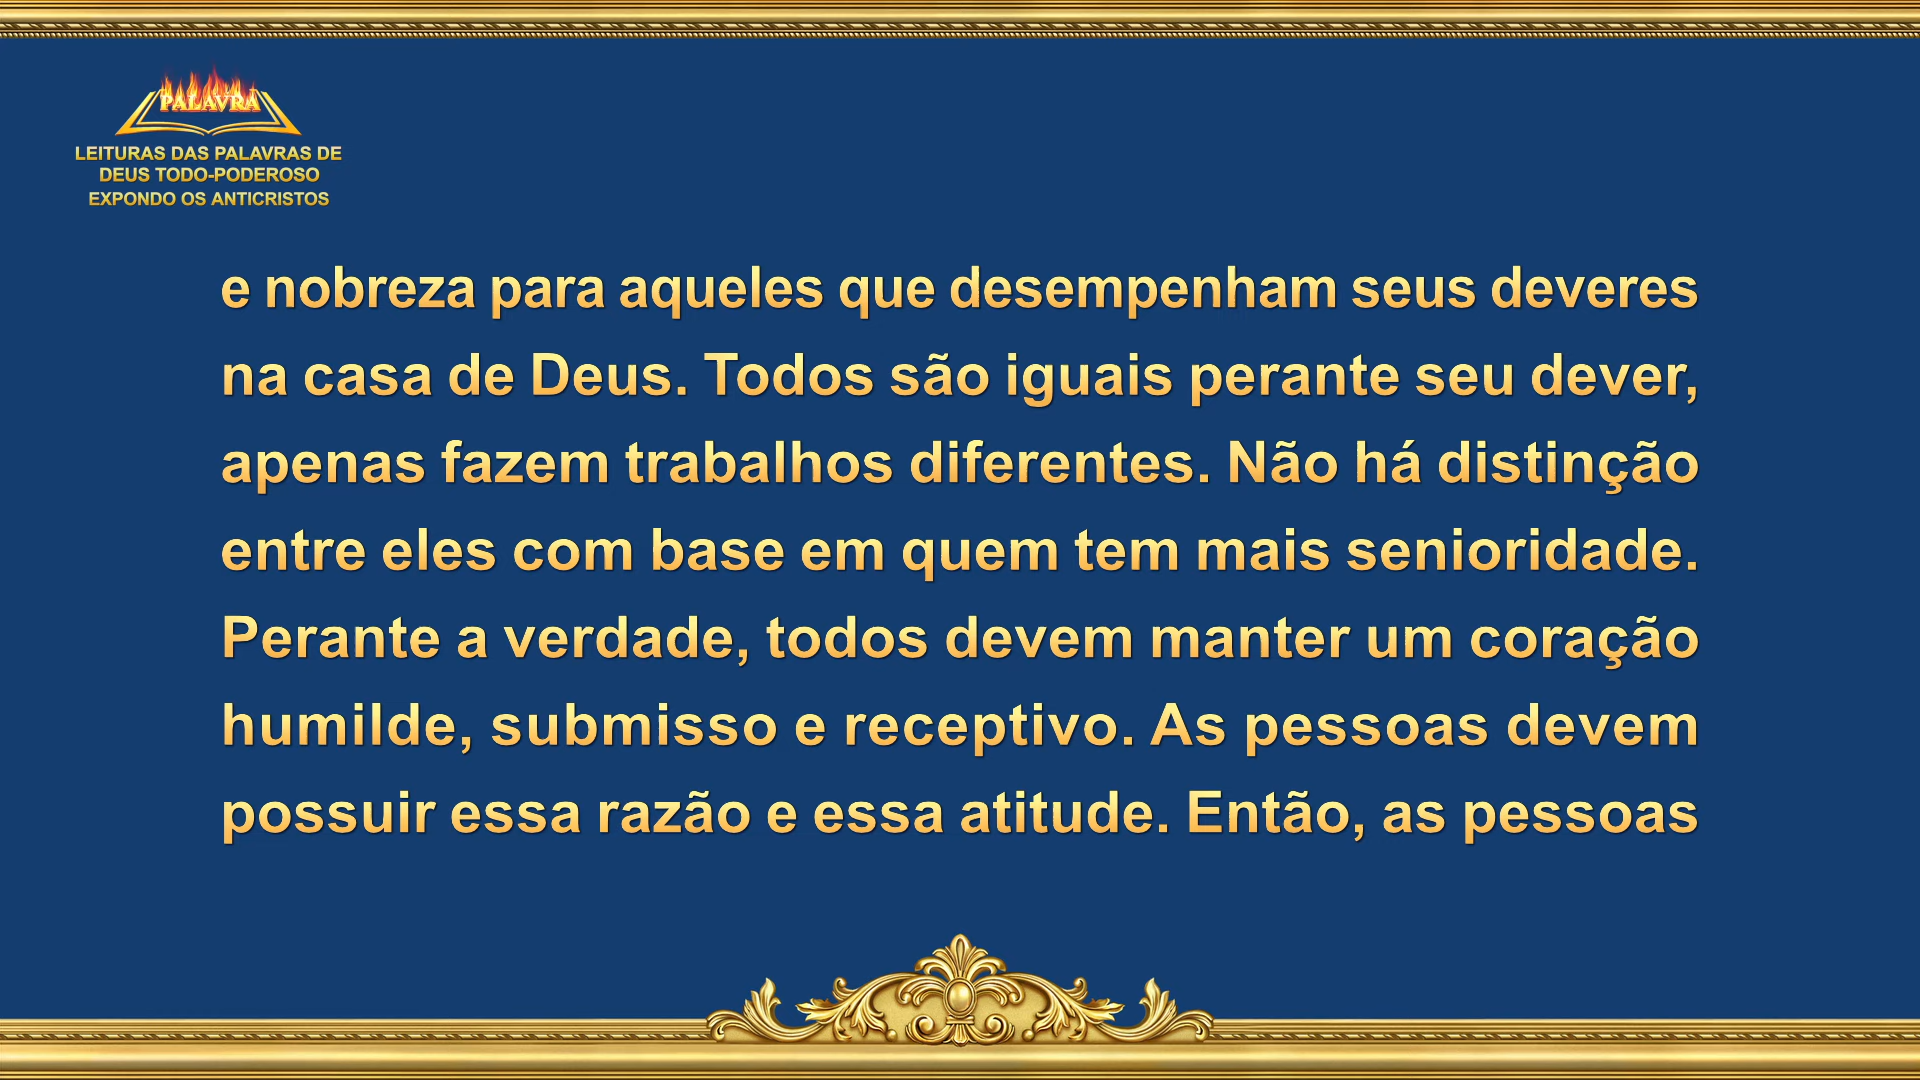 PALAVRA
LEITURAS DAS PALAVRAS DE
DEUS TODO-PODEROSO
EXPONDO OS ANTICRISTOS
e nobreza para aqueles que desempenham seus deveres
na casa de Deus. Todos são iguais perante seu dever,
apenas fazem trabalhos diferentes. Não há distinção
entre eles com base em quem tem mais senioridade.
Perante a verdade, todos devem manter um coração
humilde, submisso e receptivo. As pessoas devem
possuir essa razão e essa atitude. Então, as pessoas